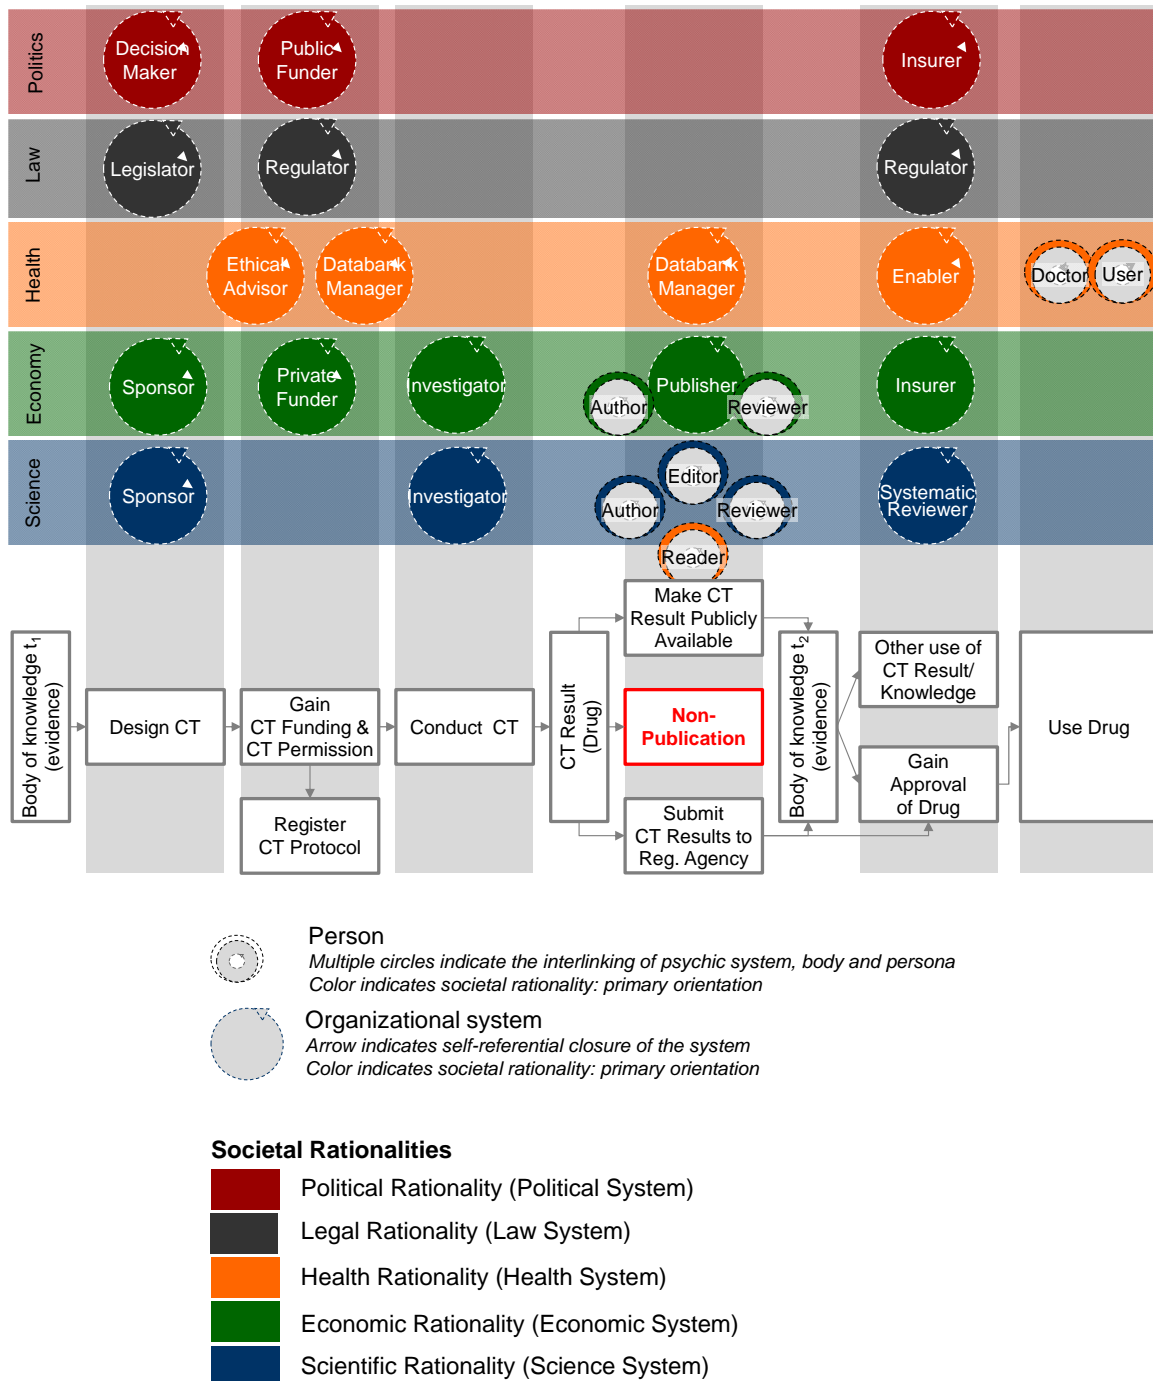 Politics
Decision
Maker
Public
Funder
Insurer
Law
Legislator
Regulator
Regulator
Health
Ethical
Advisor
Databank
Manager
Databank
Manager
Enabler
Doctor
User
Economy
Sponsor
Private
Funder
Investigator
Author
Publisher
Reviewer
Insurer
Science
Sponsor
Investigator
Author
Editor
Reviewer
Reader
Systematic
Reviewer
Body of knowledge t1
(evidence)
Design CT
Gain
CT Funding &
CT Permission
Register
CT Protocol
Conduct CT
CT Result
(Drug)
Make CT
Result Publicly
Available
Non-
Publication
Submit
CT Results to
Reg. Agency
Body of knowledge t2
(evidence)
Other use of
CT Result/
Knowledge
Gain
Approval
of Drug
Use Drug
Person
Multiple circles indicate the interlinking of psychic system, body and persona
Color indicates societal rationality: primary orientation
Organizational system
Arrow indicates self-referential closure of the system
Color indicates societal rationality: primary orientation
Societal Rationalities
Political Rationality (Political System)
Legal Rationality (Law System)
Health Rationality (Health System)
Economic Rationality (Economic System)
Scientific Rationality (Science System)